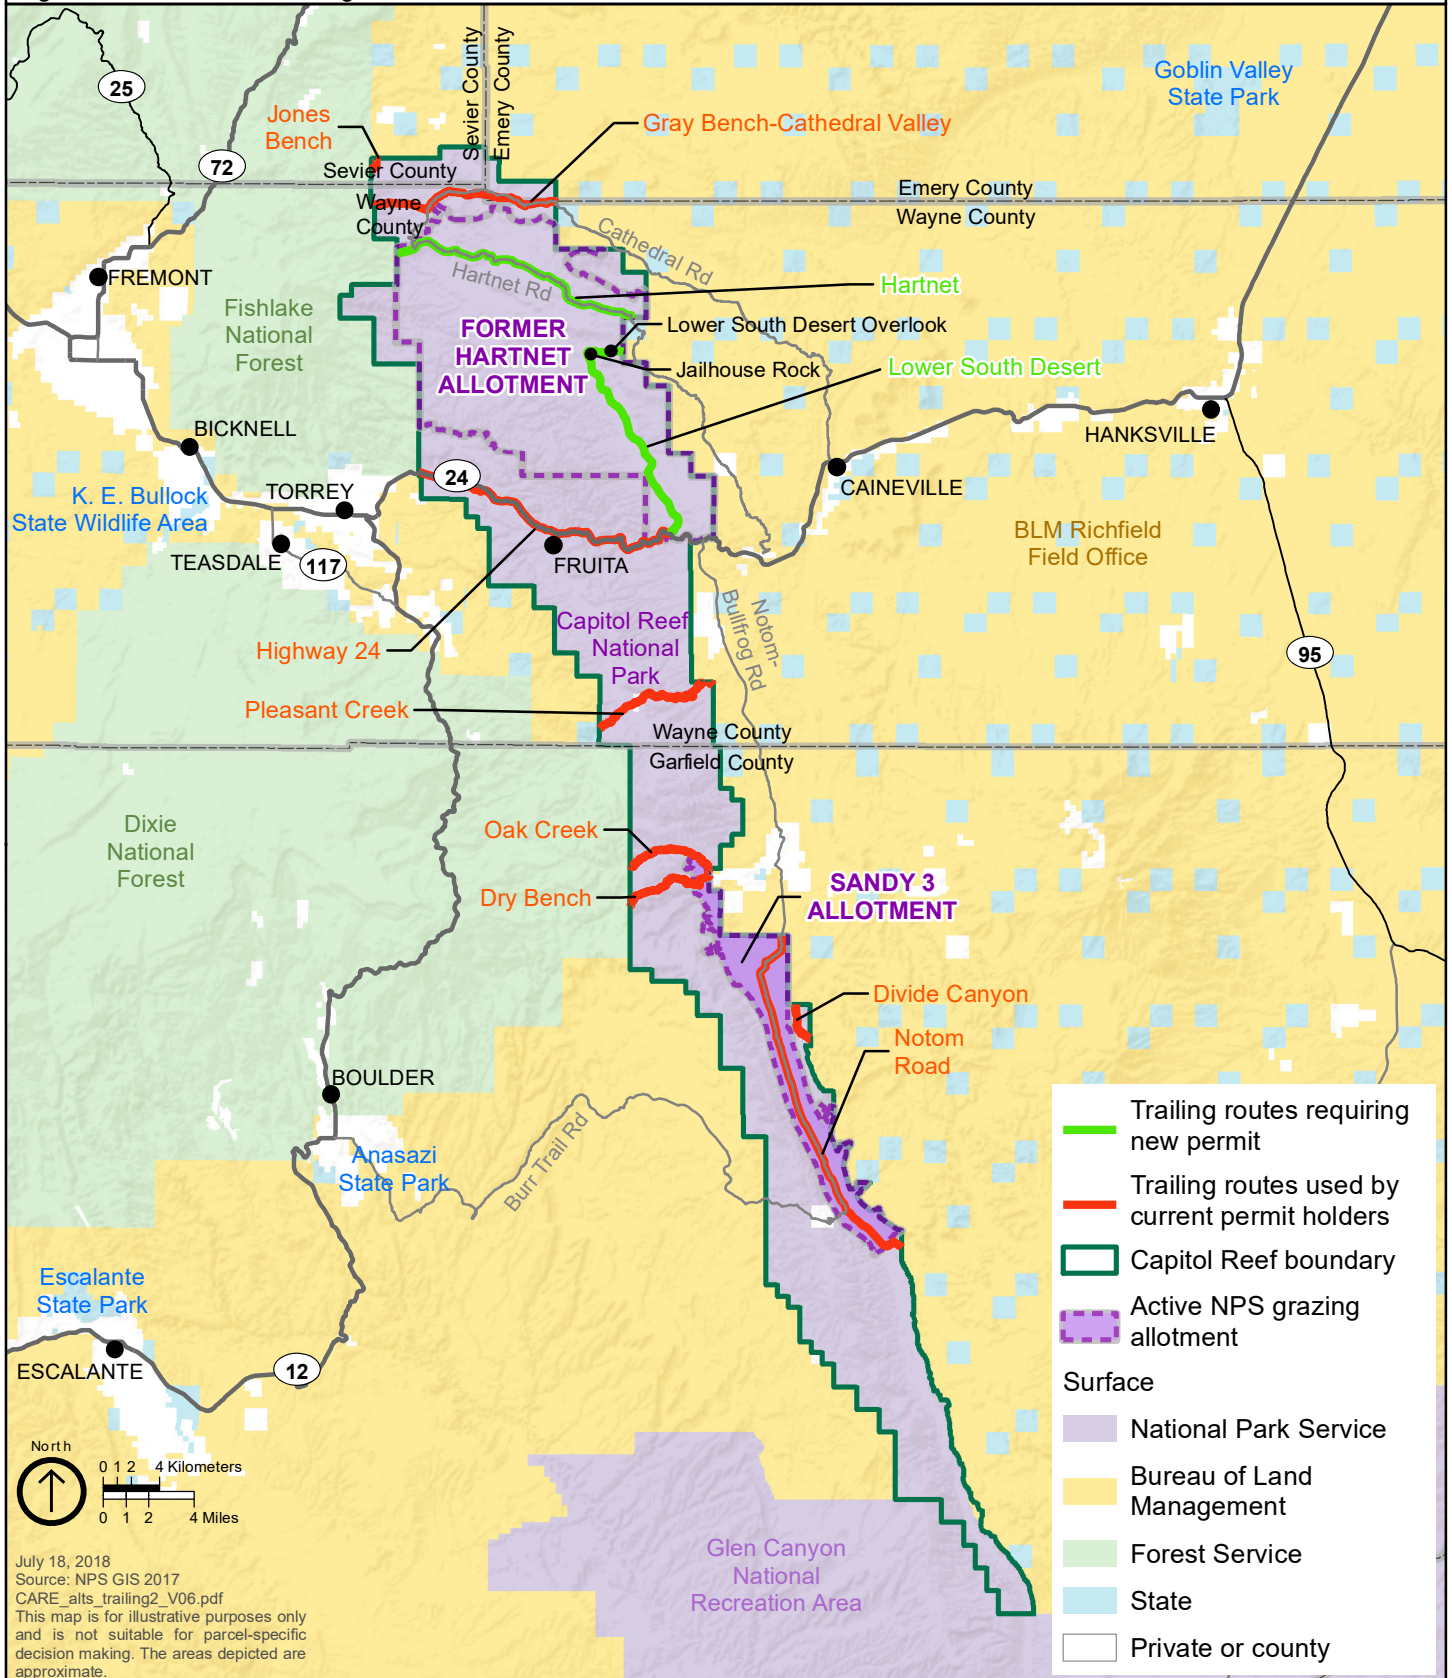 Sevier County
Emery County
25
Goblin Valley
State Park
Jones
Bench
Gray Bench-Cathedral Valley
72
Sevier County
Emery County
Wayne
County
Wayne County
Cathedral Rd
FREMONT
Hartnet Rd
Hartnet
Fishlake
National
Forest
FORMER
HARTNET
ALLOTMENT
Lower South Desert Overlook
Jailhouse Rock
Lower South Desert
HANKSVILLE
BICKNELL
24
CAINEVILLE
K. E. Bullock
State Wildlife Area
TORREY
BLM Richfield
Field Office
TEASDALE
117
FRUITA
Notom-
Bullfrog Rd
Capitol Reef
National
Park
Highway 24
95
Pleasant Creek
Wayne County
Garfield County
Dixie
National
Forest
Oak Creek
Dry Bench
SANDY 3
ALLOTMENT
Divide Canyon
Notom
Road
BOULDER
Burr Trail Rd
Anasazi
State Park
Escalante
State Park
ESCALANTE
12
Trailing routes requiring
new permit
Trailing routes used by
current permit holders
Capitol Reef boundary
Active NPS grazing
allotment
Surface
National Park Service
Bureau of Land
Management
Forest Service
State
Private or county
Glen Canyon
National
Recreation Area
North
0 1 2 4 Kilometers
0 1 2 4 Miles
July 18, 2018
Source: NPS GIS 2017
CARE_alts_trailing2_V06.pdf
This map is for illustrative purposes only
and is not suitable for parcel-specific
decision making. The areas depicted are
approximate.